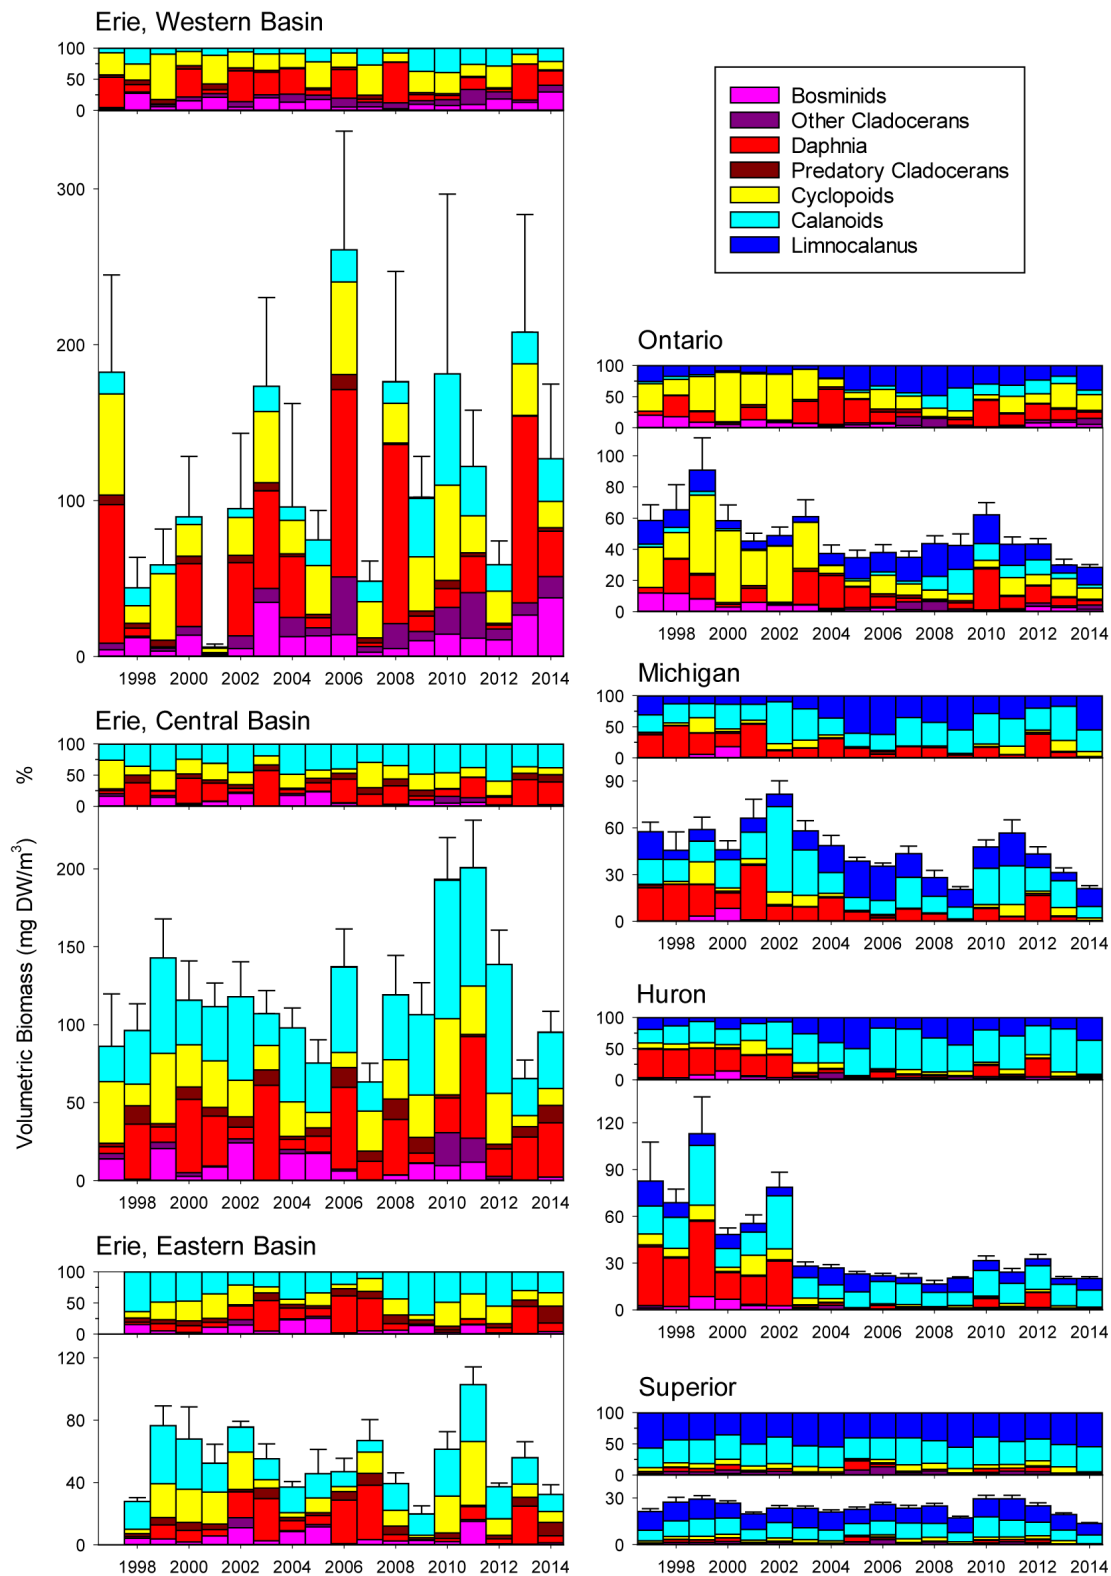 Erie, Western Basin
100
50
0
300
200
100
0
1998 2000 2002 2004 2006 2008 2010 2012 2014
Bosminids
Other Cladocerans
Daphnia
Predatory Cladocerans
Cyclopoids
Calanoids
Limnocalanus
Ontario
100
50
0
100
80
60
40
20
0
1998 2000 2002 2004 2006 2008 2010 2012 2014
Erie, Central Basin
100
50
0
200
150
100
50
0
1998 2000 2002 2004 2006 2008 2010 2012 2014
Volumetric Biomass (mg DW/m³)
%
Michigan
100
50
0
90
60
30
0
1998 2000 2002 2004 2006 2008 2010 2012 2014
Huron
100
50
0
120
90
60
30
0
1998 2000 2002 2004 2006 2008 2010 2012 2014
Erie, Eastern Basin
100
50
0
120
80
40
0
1998 2000 2002 2004 2006 2008 2010 2012 2014
Superior
100
50
0
30
0
1998 2000 2002 2004 2006 2008 2010 2012 2014